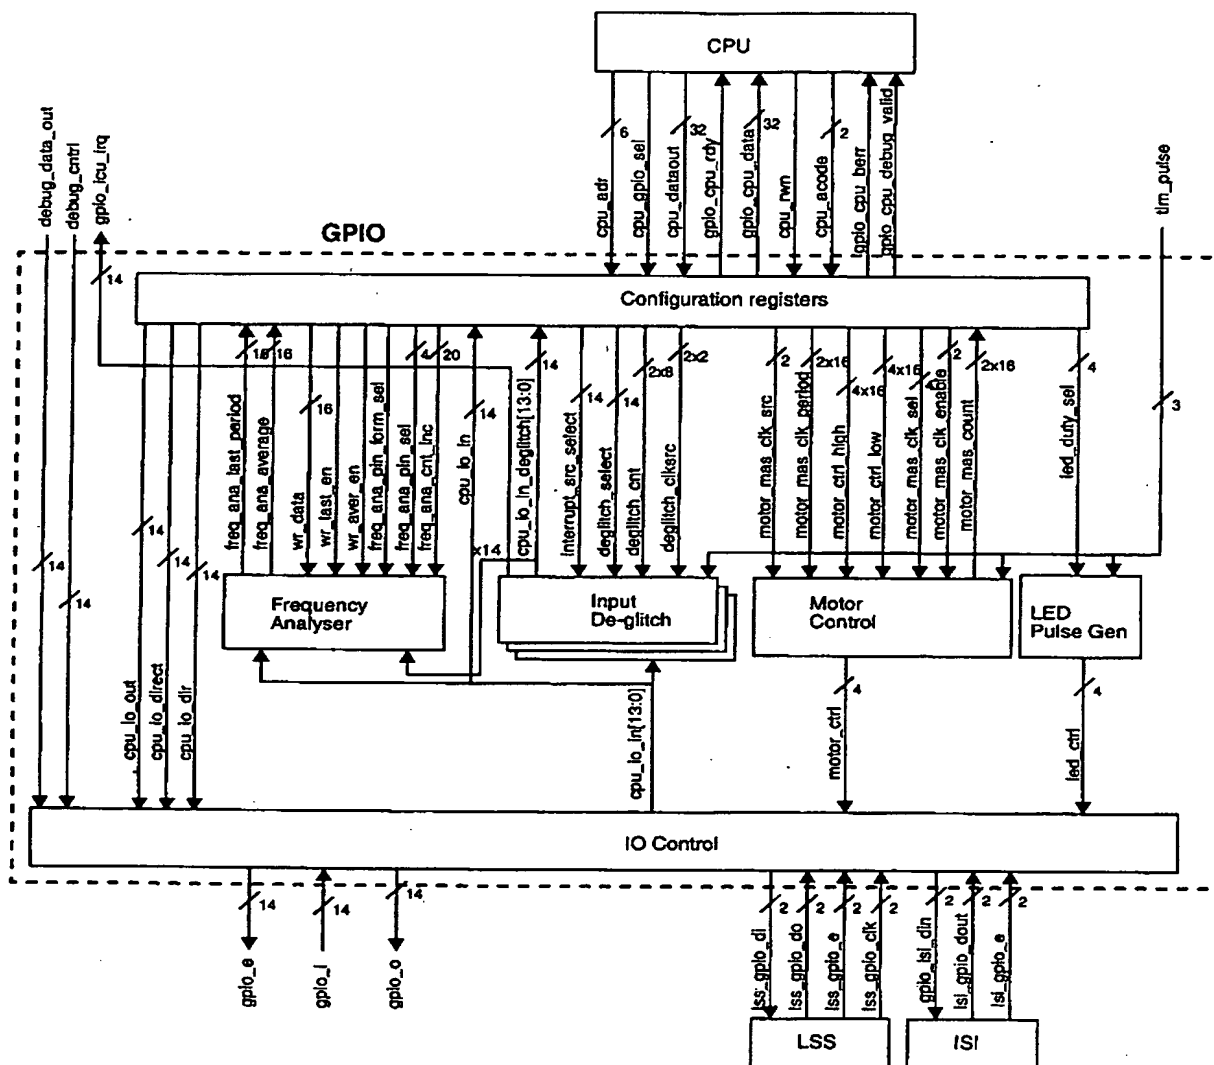 CPU
debug_data_out
debug_cntrl
gpio_icu_irq
cpu_adr
6
cpu_gpio_sel
cpu_dataout
32
gpio_cpu_rdy
gpio_cpu_data
32
cpu_rwn
cpu_acode
2
gpio_cpu_berr
gpio_cpu_debug_valid
tim_pulse
3
GPIO
14
Configuration registers
freq_ana_last_period
16
freq_ana_average
16
wr_data
16
wr_last_en
wr_aver_en
freq_ana_pin_form_sel
freq_ana_pin_sel
4
freq_ana_cnt_inc
20
cpu_io_in
14
cpu_io_in_deglitch[13:0]
14
interrupt_src_select
14
deglitch_select
14
deglitch_cnt
2x8
deglitch_clksrc
2x2
motor_mas_clk_src
2
motor_mas_clk_period
2x16
motor_ctrl_high
4x16
motor_ctrl_low
4x16
motor_mas_clk_sel
motor_mas_clk_enable
2
motor_mas_count
2x16
led_duty_sel
4
x14
14
14
14
14
14
Frequency
Analyser
Input
De-glitch
Motor
Control
LED
Pulse Gen
cpu_io_out
cpu_io_direct
cpu_io_dir
cpu_io_in[13:0]
motor_ctrl
4
led_ctrl
4
IO Control
gpio_e
14
gpio_i
14
gpio_o
14
lss_gpio_di
2
lss_gpio_do
2
lss_gpio_e
2
lss_gpio_clk
2
gpio_isi_din
2
isi_gpio_dout
2
isi_gpio_e
2
LSS
ISI